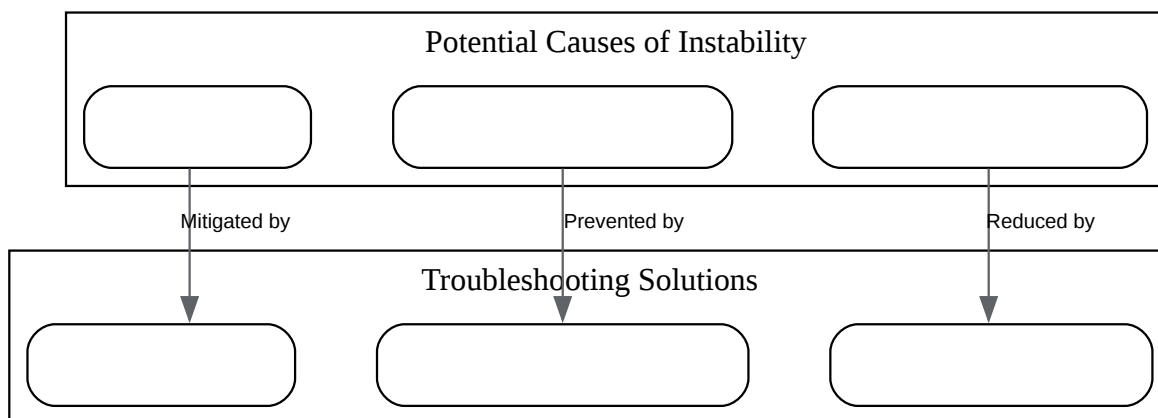 Potential Causes of Instability
Mitigated by
Prevented by
Reduced by
Troubleshooting Solutions